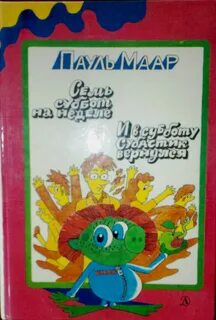 ПАУЛЬ МААР
СЕМЬ
СУББОТ
НА НЕДЕЛЕ
И В СУББОТУ
СУБАСТИК
ВЕРНУЛСЯ